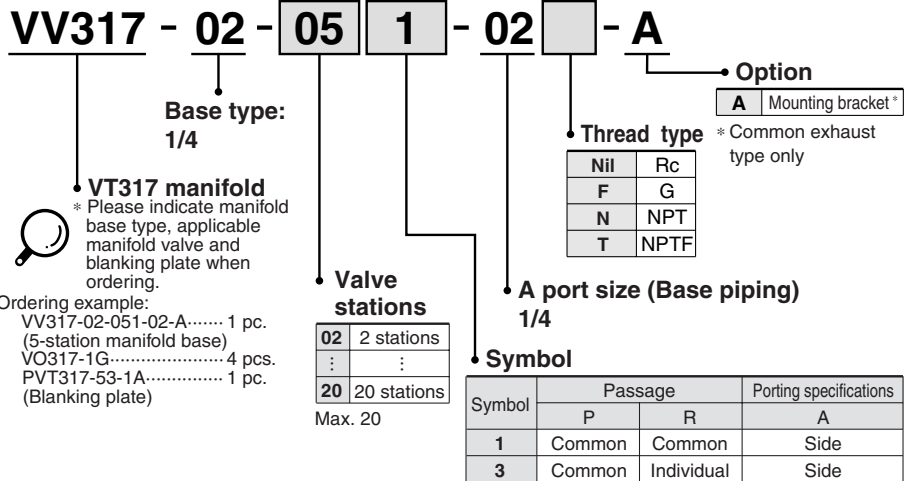 VV317 - 02 - 05 1 - 02 - A
Option
A Mounting bracket *
* Common exhaust
type only
Base type:
1/4
Thread type
Nil Rc
F G
N NPT
T NPTF
VT317 manifold
* Please indicate manifold
base type, applicable
manifold valve and
blanking plate when
ordering.
Ordering example:
VV317-02-051-02-A······· 1 pc.
(5-station manifold base)
VO317-1G······················ 4 pcs.
PVT317-53-1A··············· 1 pc.
(Blanking plate)
Valve
stations
02 2 stations
⋮ ⋮
20 20 stations
Max. 20
A port size (Base piping)
1/4
Symbol
Symbol Passage Porting specifications
P R A
1 Common Common Side
3 Common Individual Side